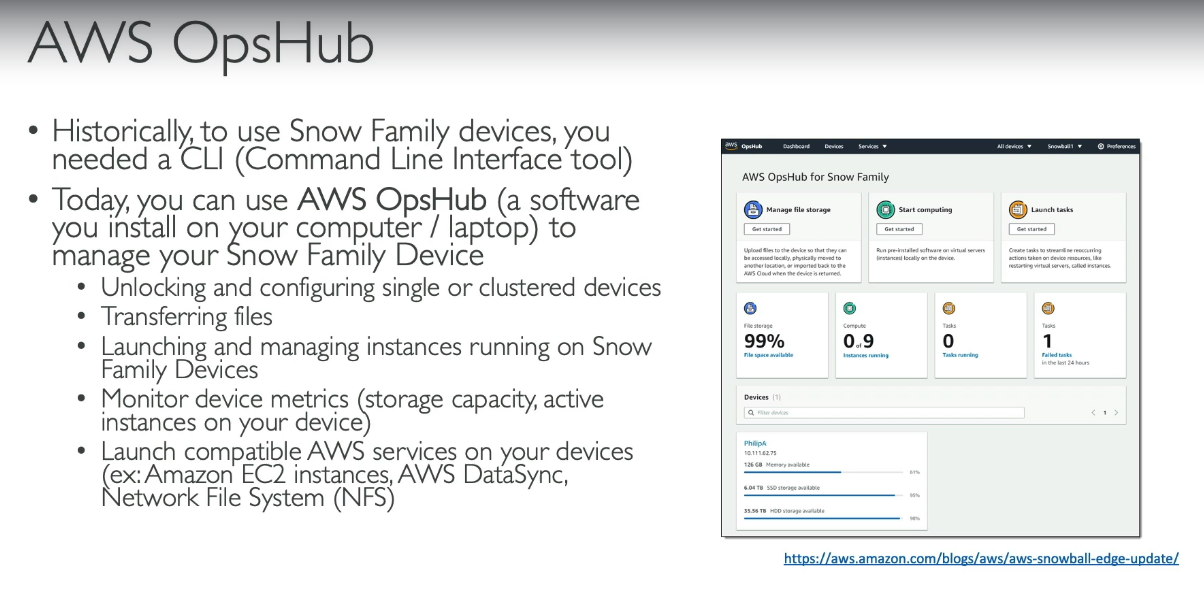 AWS OpsHub
• Historically, to use Snow Family devices, you
needed a CLI (Command Line Interface tool)
• Today, you can use AWS OpsHub (a software
you install on your computer / laptop) to
manage your Snow Family Device
• Unlocking and configuring single or clustered devices
• Transferring files
• Launching and managing instances running on Snow
Family Devices
• Monitor device metrics (storage capacity, active
instances on your device)
• Launch compatible AWS services on your devices
(ex: Amazon EC2 instances, AWS DataSync,
Network File System (NFS)
aws OpsHub Dashboard Devices Services All devices Snowball1 Preferences
AWS OpsHub for Snow Family
Manage file storage
Get started
Upload files to the device so that they can
be accessed locally, physically moved to
another location, or imported back to the
AWS Cloud when the device is returned.
Start computing
Get started
Run pre-installed software on virtual servers
(instances) locally on the device.
Launch tasks
Get started
Create tasks to streamline reoccurring
actions taken on device resources, like
restarting virtual servers, called instances.
File storage
99%
File space available
Compute
0 of 9
Instances running
Tasks
0
Tasks running
Tasks
1
Failed tasks
in the last 24 hours
Devices (1)
Filter devices
< 1 >
PhilipA
10.111.62.75
126 GB Memory available
61%
6.04 TB SSD storage available
95%
35.56 TB HDD storage available
98%
https://aws.amazon.com/blogs/aws/aws-snowball-edge-update/